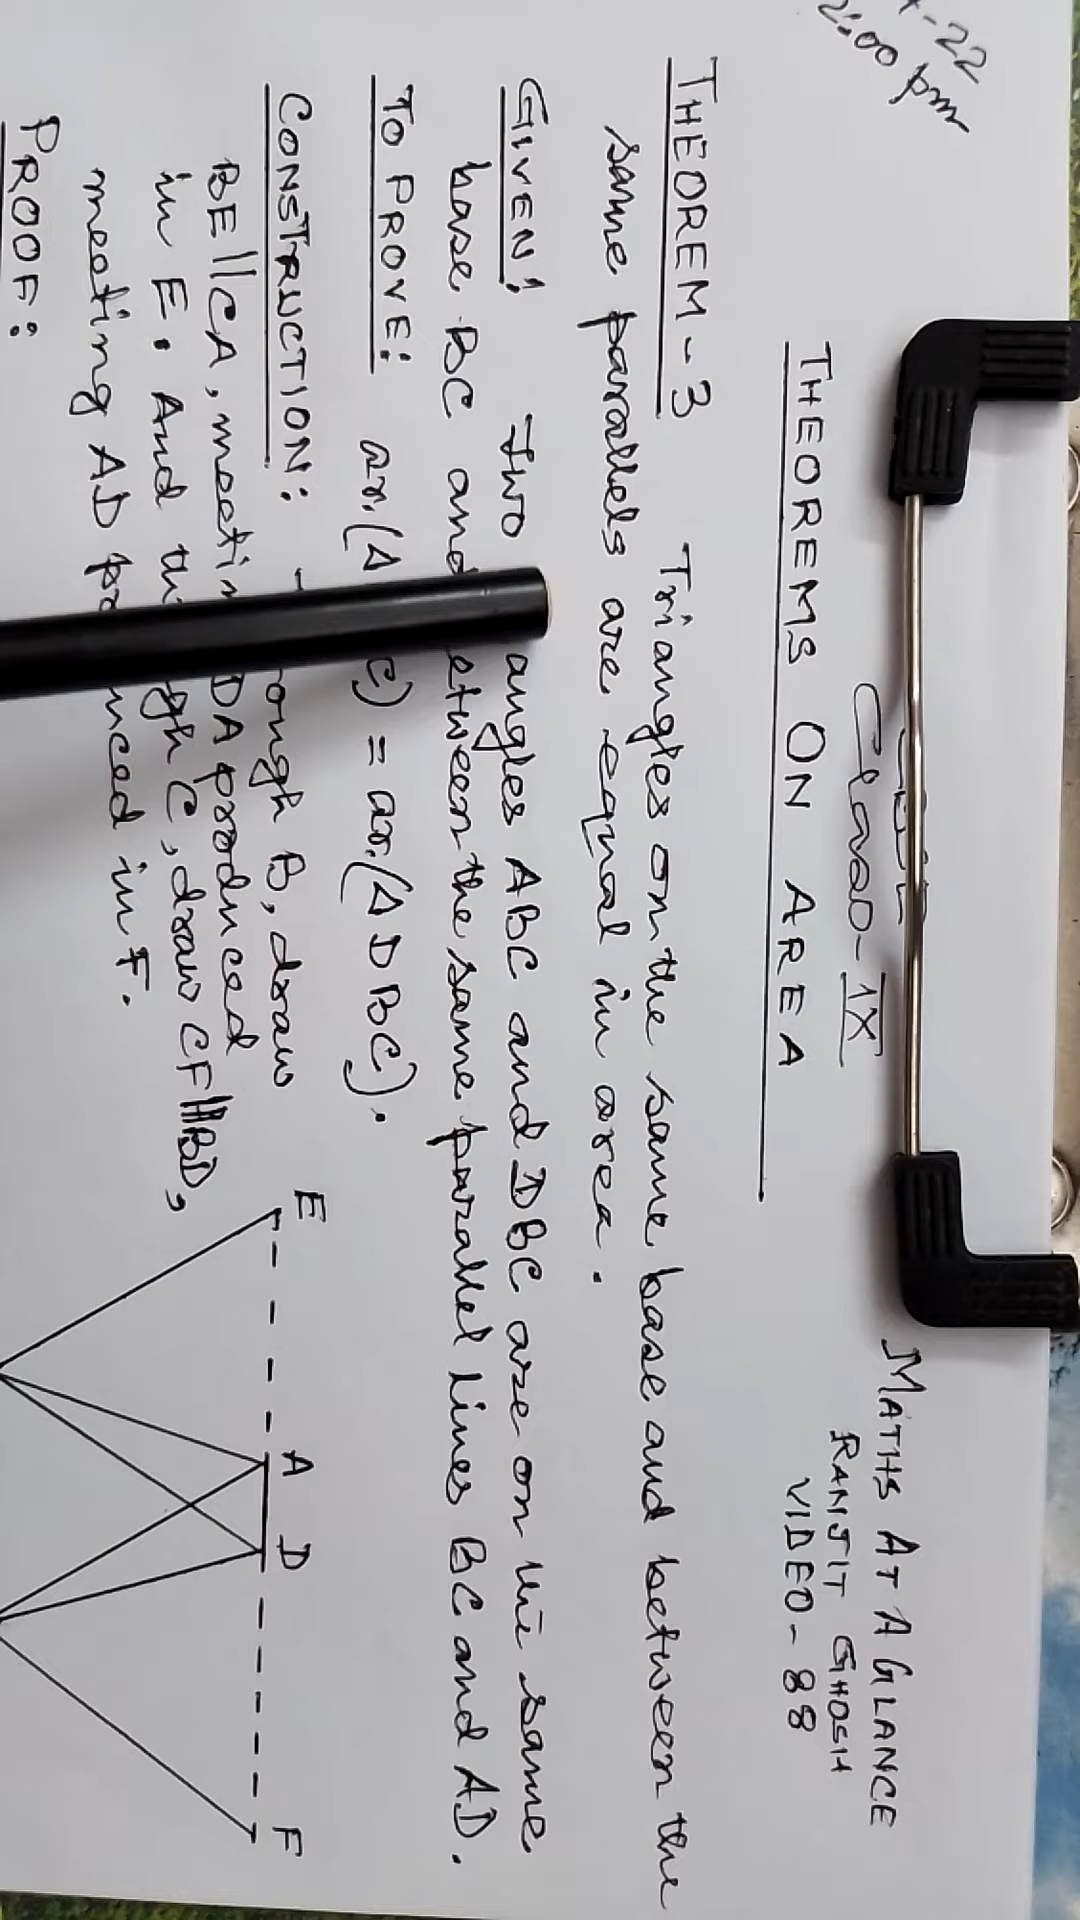 -22
2:00 pm
Class-IX
MATHS AT A GLANCE
RANJIT GHOSH
VIDEO-88
THEOREMS ON AREA
THEOREM-3 Triangles on the same base and between the
same parallels are equal in area.
GIVEN: Two angles ABC and DBC are on the same
base BC and etween the same parallel lines BC and AD.
TO PROVE: ar.(Δ C) = ar.(Δ DBC).
CONSTRUCTION: rough B, draw
BE||CA, meetin DA produced
in E. And th gh C, draw CF||BD,
meeting AD pr uced in F.
PROOF:
E A D F